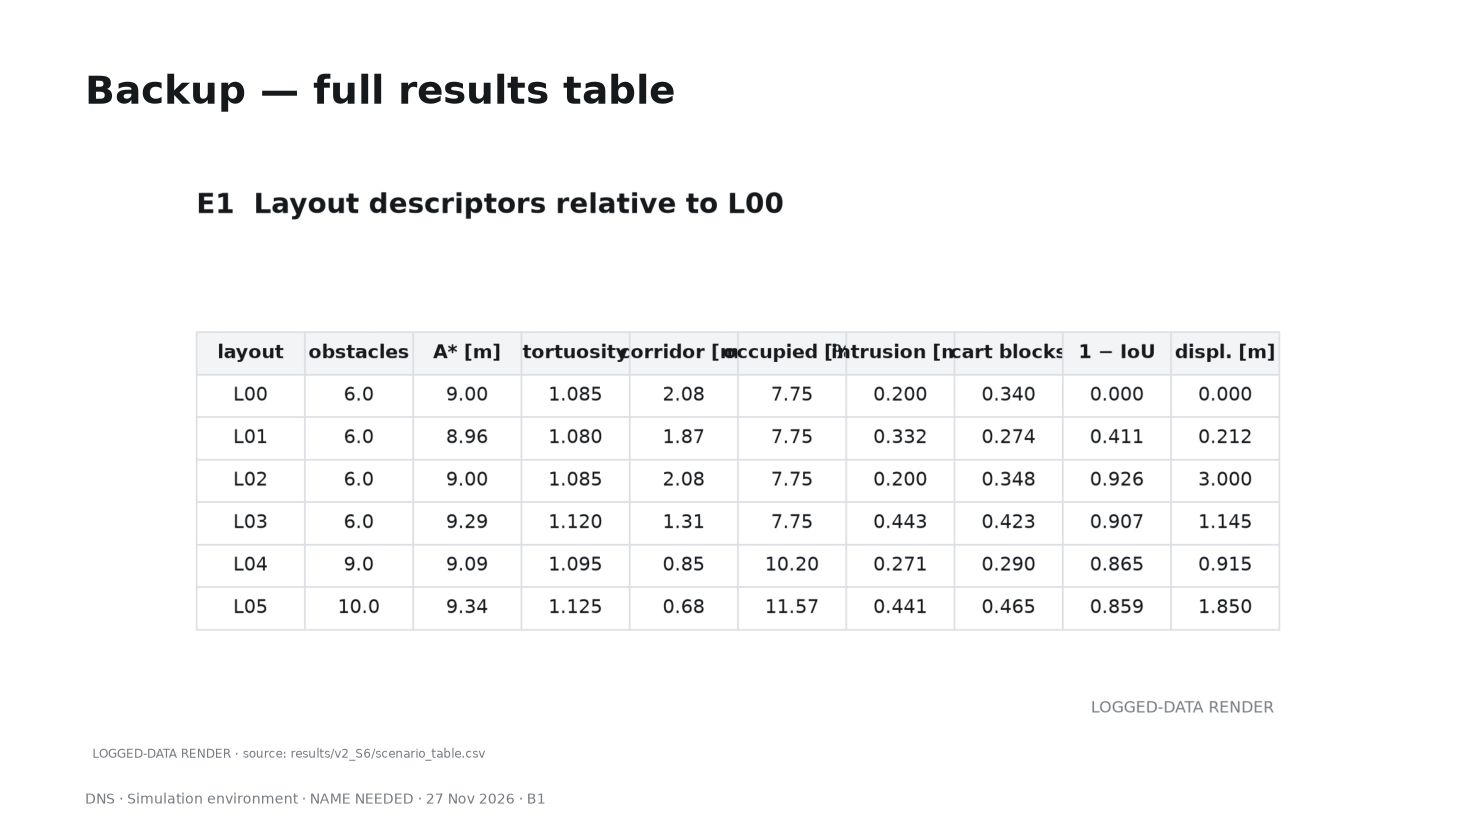 Backup — full results table
E1 Layout descriptors relative to L00
layout obstacles A* [m] tortuosity corridor [m occupied [% intrusion [m cart blocks 1 − IoU displ. [m]
L00 6.0 9.00 1.085 2.08 7.75 0.200 0.340 0.000 0.000
L01 6.0 8.96 1.080 1.87 7.75 0.332 0.274 0.411 0.212
L02 6.0 9.00 1.085 2.08 7.75 0.200 0.348 0.926 3.000
L03 6.0 9.29 1.120 1.31 7.75 0.443 0.423 0.907 1.145
L04 9.0 9.09 1.095 0.85 10.20 0.271 0.290 0.865 0.915
L05 10.0 9.34 1.125 0.68 11.57 0.441 0.465 0.859 1.850
LOGGED-DATA RENDER
LOGGED-DATA RENDER · source: results/v2_S6/scenario_table.csv
DNS · Simulation environment · NAME NEEDED · 27 Nov 2026 · B1